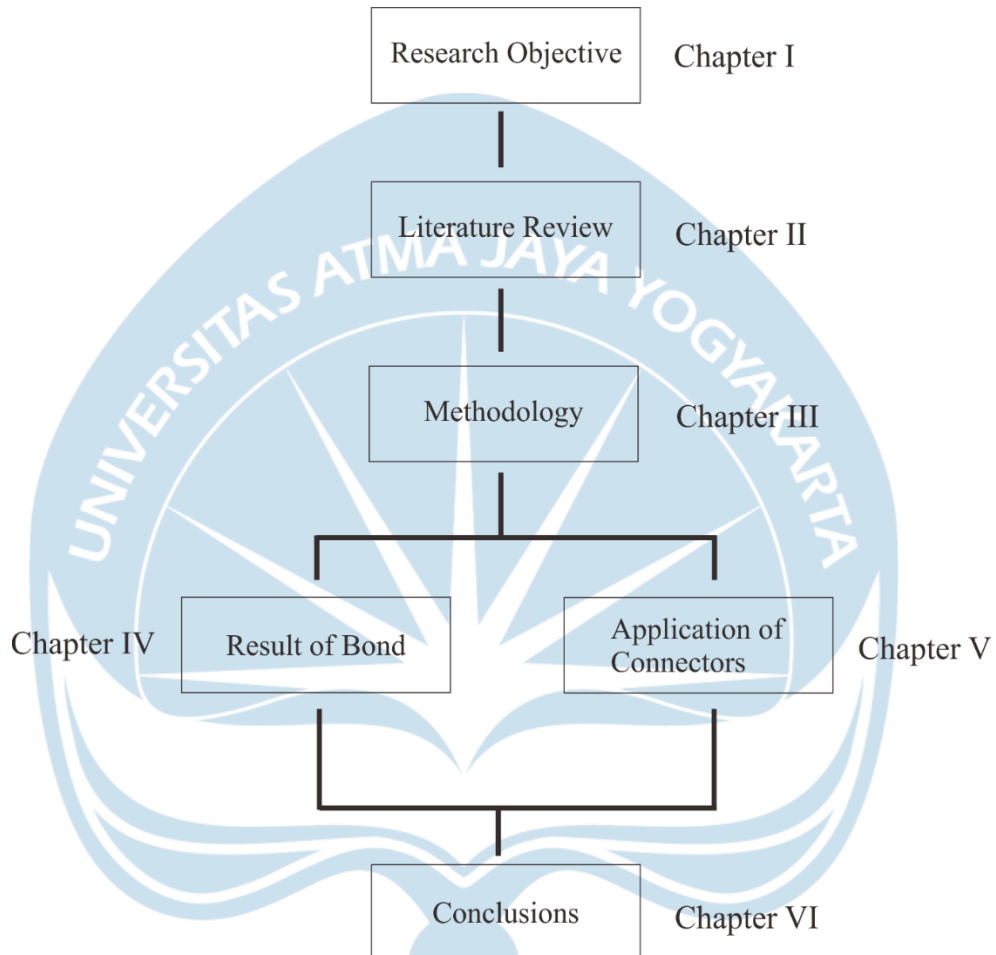 Research Objective
Chapter I
Literature Review
Chapter II
UNIVERSITAS ATMA JAYA YOGYAKARTA
Methodology
Chapter III
Chapter IV
Result of Bond
Application of
Connectors
Chapter V
Conclusions
Chapter VI